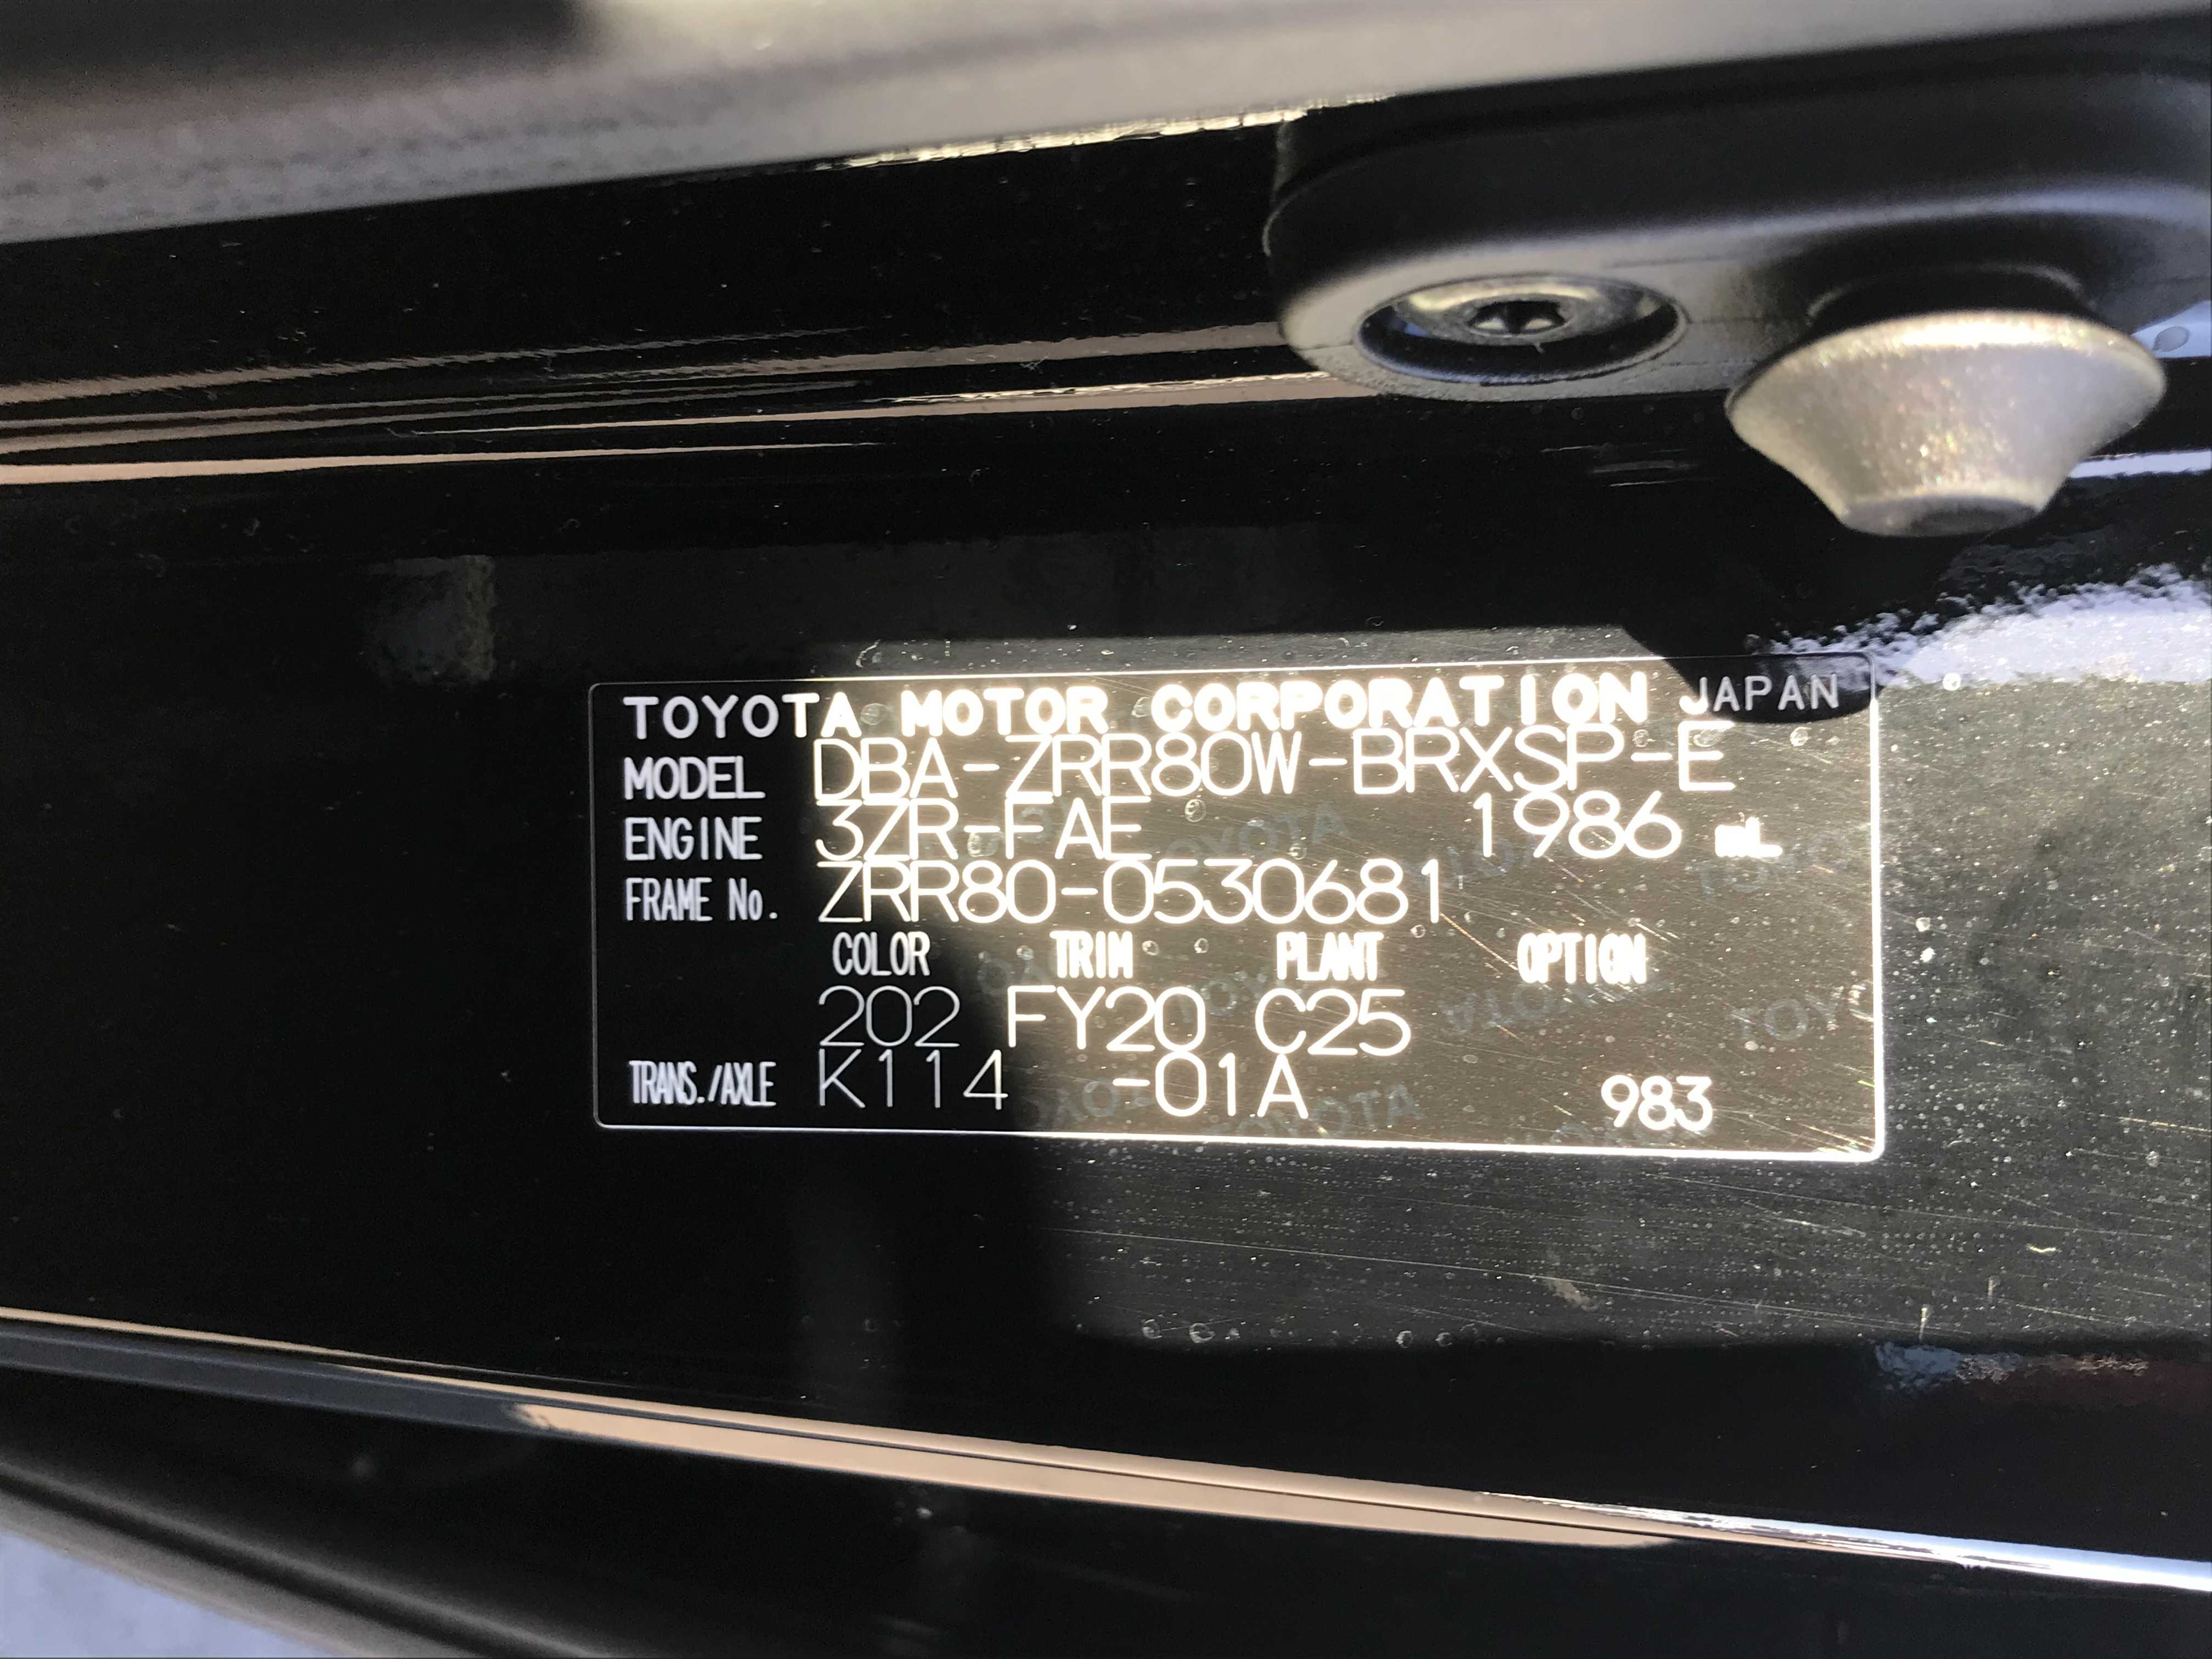 TOYOTA MOTOR CORPORATION JAPAN
MODEL DBA-ZRR80W-BRXSP-E
ENGINE 3ZR-FAE 1986 mL
FRAME No. ZRR80-0530681
COLOR TRIM PLANT OPTION
202 FY20 C25
TRANS./AXLE K114 -01A 983